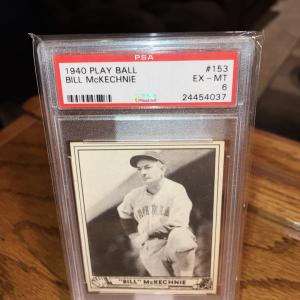 PSA
1940 PLAY BALL #153
BILL McKECHNIE EX-MT
6
24454037
"BILL" McKECHNIE